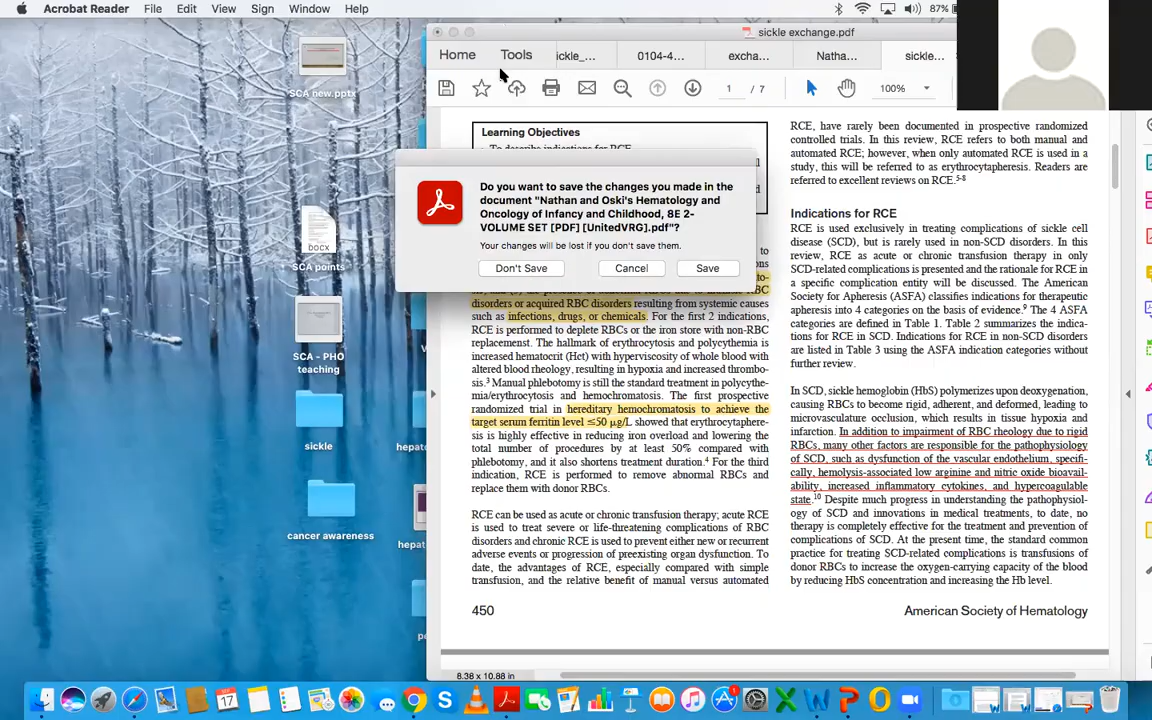 Acrobat Reader File Edit View Sign Window Help
87%
sickle exchange.pdf
Home Tools ickle_... 0104-4... excha... Natha... sickle...
1 / 7 100%
SCA new.pptx
docx
SCA points
SCA - PHO
teaching
sickle
cancer awareness
hepat
hepat
Do you want to save the changes you made in the
document "Nathan and Oski's Hematology and
Oncology of Infancy and Childhood, 8E 2-
VOLUME SET [PDF] [UnitedVRG].pdf"?
Your changes will be lost if you don't save them.
Don't Save Cancel Save
Learning Objectives
disorders or acquired RBC disorders resulting from systemic causes
such as infections, drugs, or chemicals. For the first 2 indications,
RCE is performed to deplete RBCs or the iron store with non-RBC
replacement. The hallmark of erythrocytosis and polycythemia is
increased hematocrit (Hct) with hyperviscosity of whole blood with
altered blood rheology, resulting in hypoxia and increased thrombo-
sis.3 Manual phlebotomy is still the standard treatment in polycythe-
mia/erythrocytosis and hemochromatosis. The first prospective
randomized trial in hereditary hemochromatosis to achieve the
target serum ferritin level ≤50 μg/L showed that erythrocytaphere-
sis is highly effective in reducing iron overload and lowering the
total number of procedures by at least 50% compared with
phlebotomy, and it also shortens treatment duration.4 For the third
indication, RCE is performed to remove abnormal RBCs and
replace them with donor RBCs.
RCE can be used as acute or chronic transfusion therapy; acute RCE
is used to treat severe or life-threatening complications of RBC
disorders and chronic RCE is used to prevent either new or recurrent
adverse events or progression of preexisting organ dysfunction. To
date, the advantages of RCE, especially compared with simple
transfusion, and the relative benefit of manual versus automated
RCE, have rarely been documented in prospective randomized
controlled trials. In this review, RCE refers to both manual and
automated RCE; however, when only automated RCE is used in a
study, this will be referred to as erythrocytapheresis. Readers are
referred to excellent reviews on RCE.5-8
Indications for RCE
RCE is used exclusively in treating complications of sickle cell
disease (SCD), but is rarely used in non-SCD disorders. In this
review, RCE as acute or chronic transfusion therapy in only
SCD-related complications is presented and the rationale for RCE in
a specific complication entity will be discussed. The American
Society for Apheresis (ASFA) classifies indications for therapeutic
apheresis into 4 categories on the basis of evidence.9 The 4 ASFA
categories are defined in Table 1. Table 2 summarizes the indica-
tions for RCE in SCD. Indications for RCE in non-SCD disorders
are listed in Table 3 using the ASFA indication categories without
further review.
In SCD, sickle hemoglobin (HbS) polymerizes upon deoxygenation,
causing RBCs to become rigid, adherent, and deformed, leading to
microvasculature occlusion, which results in tissue hypoxia and
infarction. In addition to impairment of RBC rheology due to rigid
RBCs, many other factors are responsible for the pathophysiology
of SCD, such as dysfunction of the vascular endothelium, specifi-
cally, hemolysis-associated low arginine and nitric oxide bioavail-
ability, increased inflammatory cytokines, and hypercoagulable
state.10 Despite much progress in understanding the pathophysiol-
ogy of SCD and innovations in medical treatments, to date, no
therapy is completely effective for the treatment and prevention of
complications of SCD. At the present time, the standard common
practice for treating SCD-related complications is transfusions of
donor RBCs to increase the oxygen-carrying capacity of the blood
by reducing HbS concentration and increasing the Hb level.
450 American Society of Hematology
8.38 x 10.88 in
17